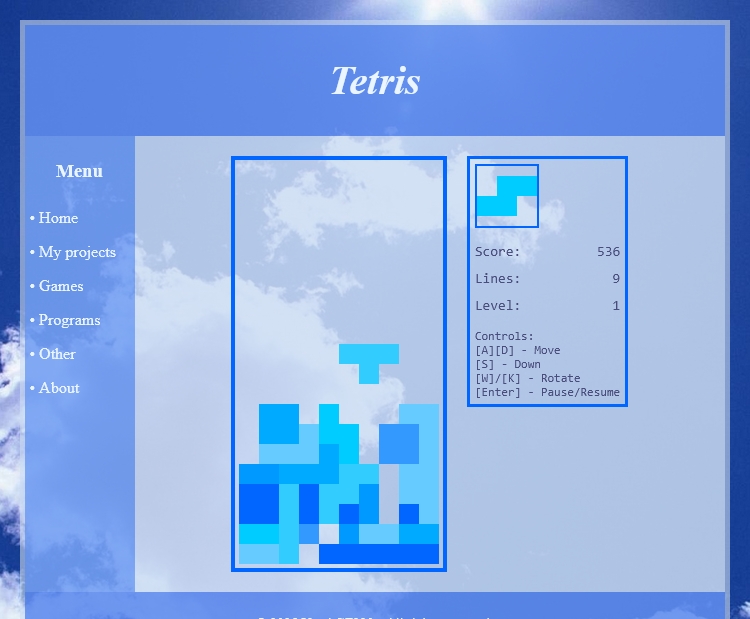 Tetris
Menu
• Home
• My projects
• Games
• Programs
• Other
• About
Score: 536
Lines: 9
Level: 1
Controls:
[A][D] - Move
[S] - Down
[W]/[K] - Rotate
[Enter] - Pause/Resume